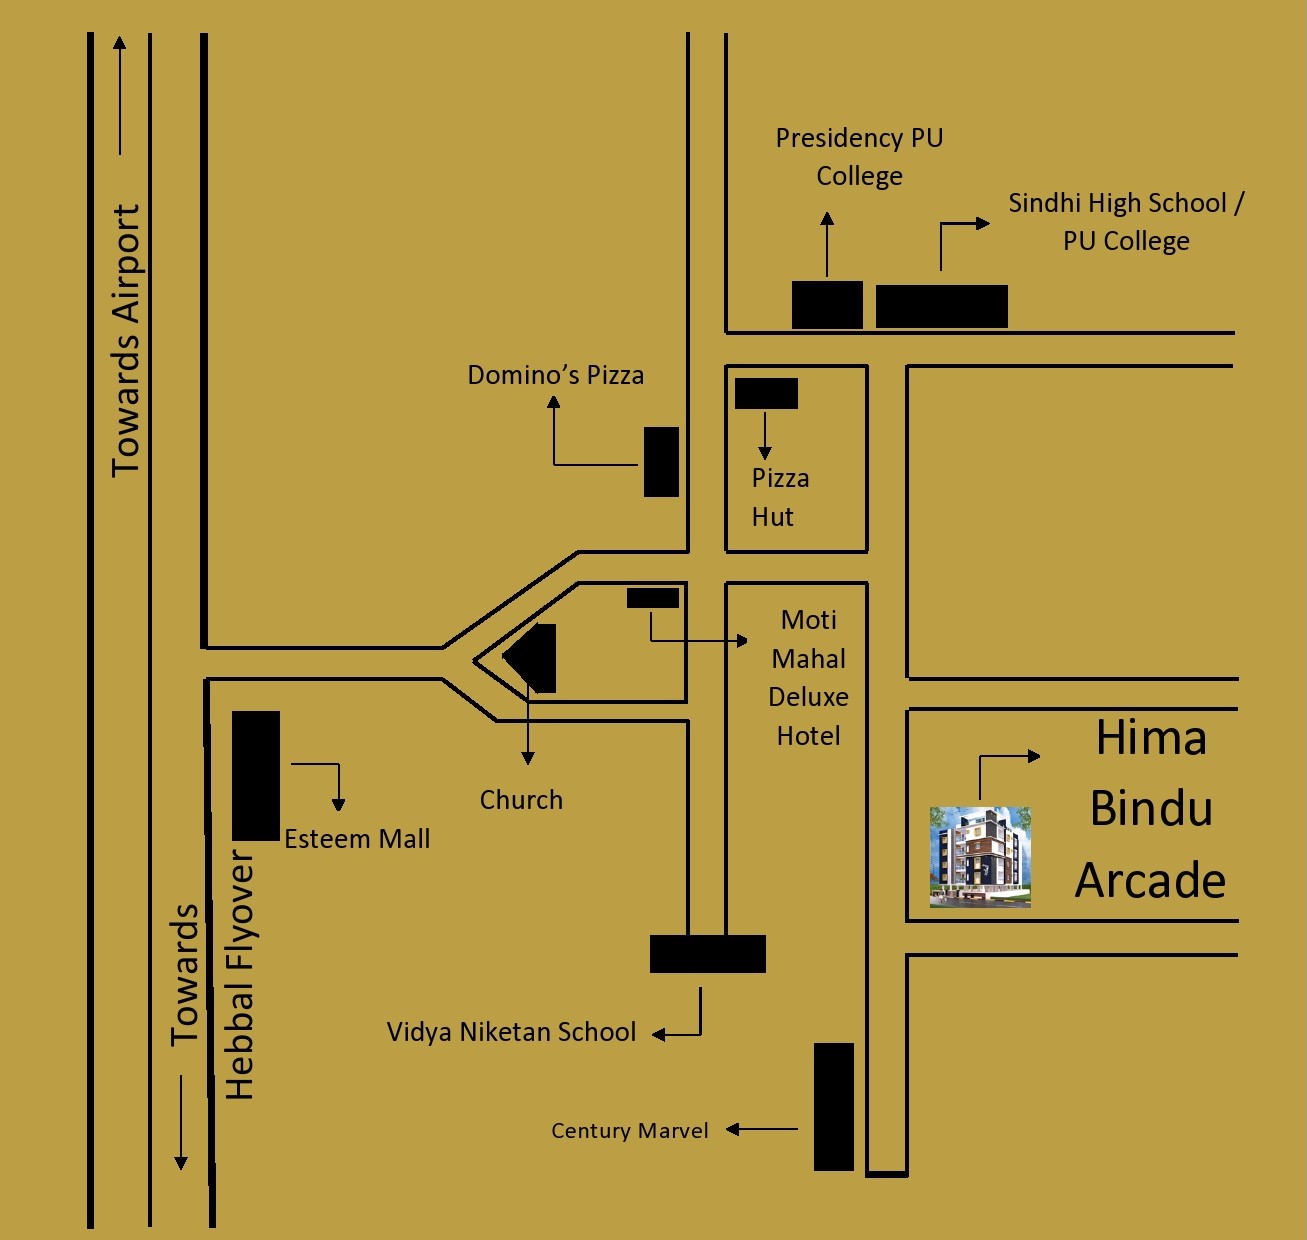 Presidency PU
College
Sindhi High School /
PU College
Towards Airport
Domino’s Pizza
Pizza
Hut
Moti
Mahal
Deluxe
Hotel
Hima
Bindu
Arcade
Church
Esteem Mall
Towards
Hebbal Flyover
Vidya Niketan School
Century Marvel